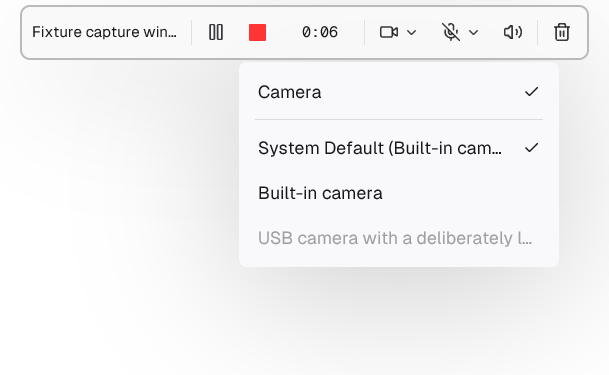 Fixture capture win... 0:06
Camera
System Default (Built-in cam...
Built-in camera
USB camera with a deliberately l...